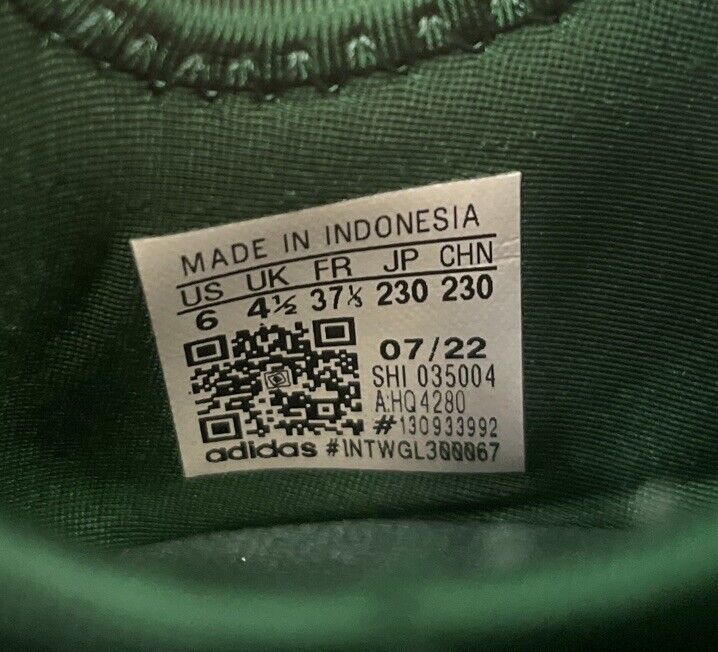 MADE IN INDONESIA
US UK FR JP CHN
6 4½ 37⅓ 230 230
07/22
SHI 035004
A:HQ4280
#130933992
adidas #INTWGL300067